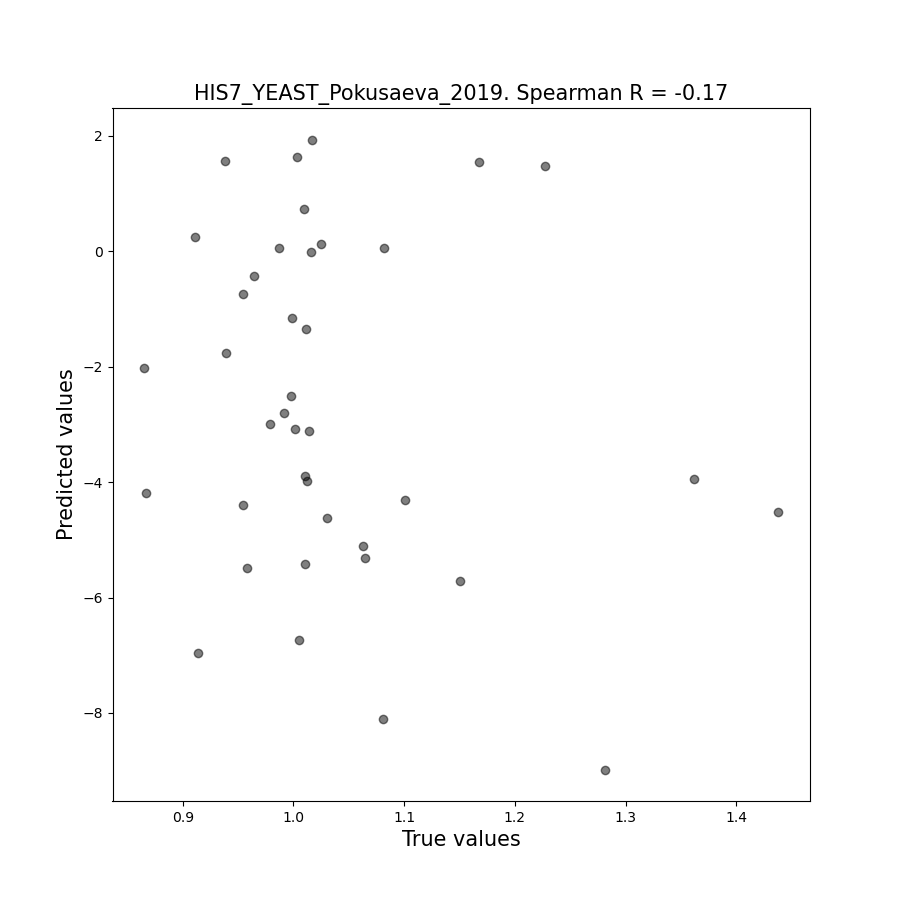 HIS7_YEAST_Pokusaeva_2019. Spearman R = -0.17
2
0
−2
−4
−6
−8
Predicted values
0.9 1.0 1.1 1.2 1.3 1.4
True values